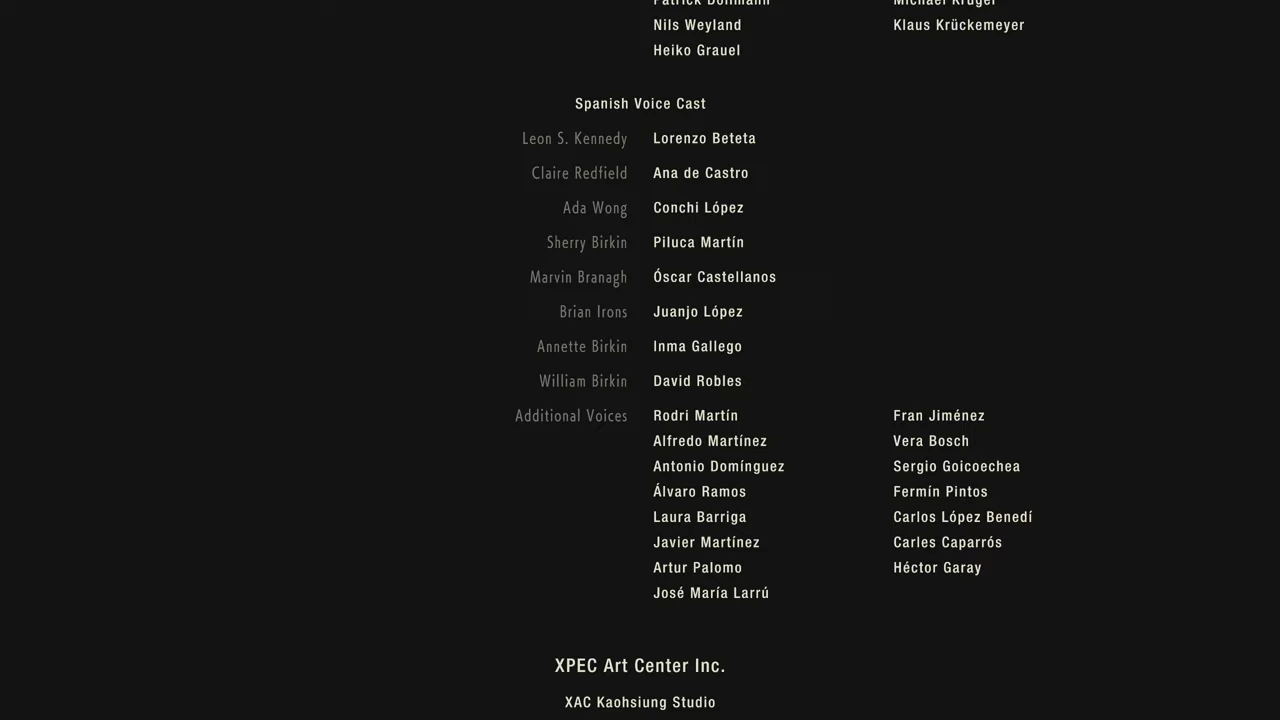 Patrick Dollmann Michael Krüger
Nils Weyland Klaus Krückemeyer
Heiko Grauel
Spanish Voice Cast
Leon S. Kennedy Lorenzo Beteta
Claire Redfield Ana de Castro
Ada Wong Conchi López
Sherry Birkin Piluca Martín
Marvin Branagh Óscar Castellanos
Brian Irons Juanjo López
Annette Birkin Inma Gallego
William Birkin David Robles
Additional Voices Rodri Martín Fran Jiménez
Alfredo Martínez Vera Bosch
Antonio Domínguez Sergio Goicoechea
Álvaro Ramos Fermín Pintos
Laura Barriga Carlos López Benedí
Javier Martínez Carles Caparrós
Artur Palomo Héctor Garay
José María Larrú
XPEC Art Center Inc.
XAC Kaohsiung Studio